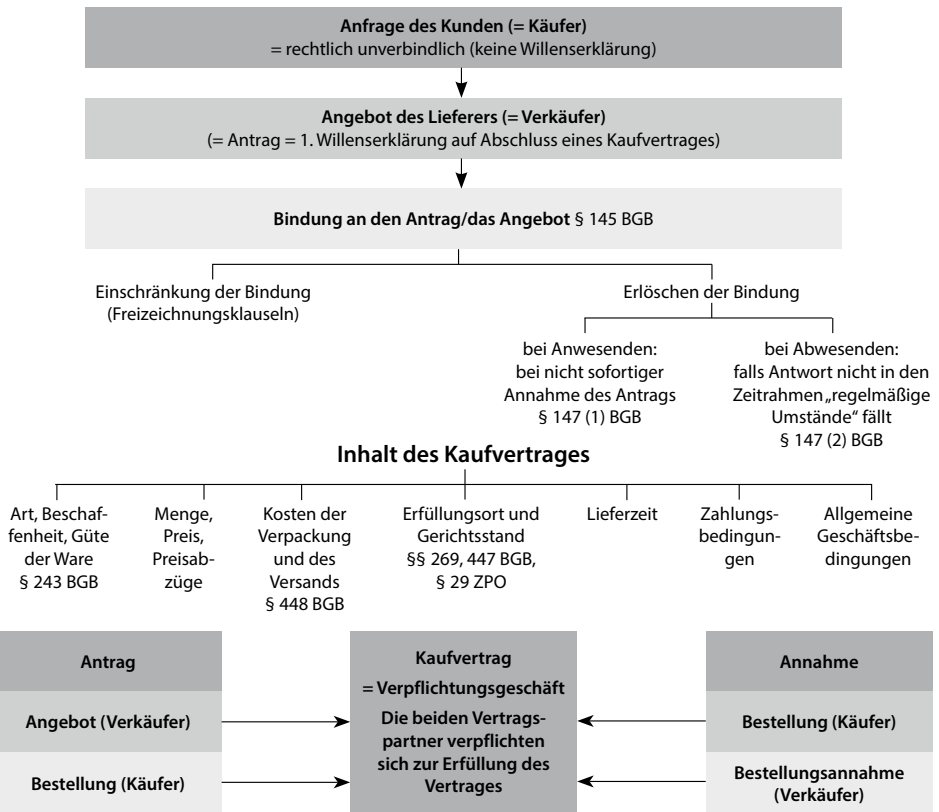 Anfrage des Kunden (= Käufer)
= rechtlich unverbindlich (keine Willenserklärung)
Angebot des Lieferers (= Verkäufer)
(= Antrag = 1. Willenserklärung auf Abschluss eines Kaufvertrages)
Bindung an den Antrag/das Angebot § 145 BGB
Einschränkung der Bindung
(Freizeichnungsklauseln)
Erlöschen der Bindung
bei Anwesenden:
bei nicht sofortiger
Annahme des Antrags
§ 147 (1) BGB
bei Abwesenden:
falls Antwort nicht in den
Zeitrahmen „regelmäßige
Umstände“ fällt
§ 147 (2) BGB
Inhalt des Kaufvertrages
Art, Beschaf-
fenheit, Güte
der Ware
§ 243 BGB
Menge,
Preis,
Preisab-
züge
Kosten der
Verpackung
und des
Versands
§ 448 BGB
Erfüllungsort und
Gerichtsstand
§§ 269, 447 BGB,
§ 29 ZPO
Lieferzeit
Zahlungs-
bedingun-
gen
Allgemeine
Geschäftsbe-
dingungen
Antrag
Angebot (Verkäufer)
Bestellung (Käufer)
Kaufvertrag
= Verpflichtungsgeschäft
Die beiden Vertrags-
partner verpflichten
sich zur Erfüllung des
Vertrages
Annahme
Bestellung (Käufer)
Bestellungsannahme
(Verkäufer)